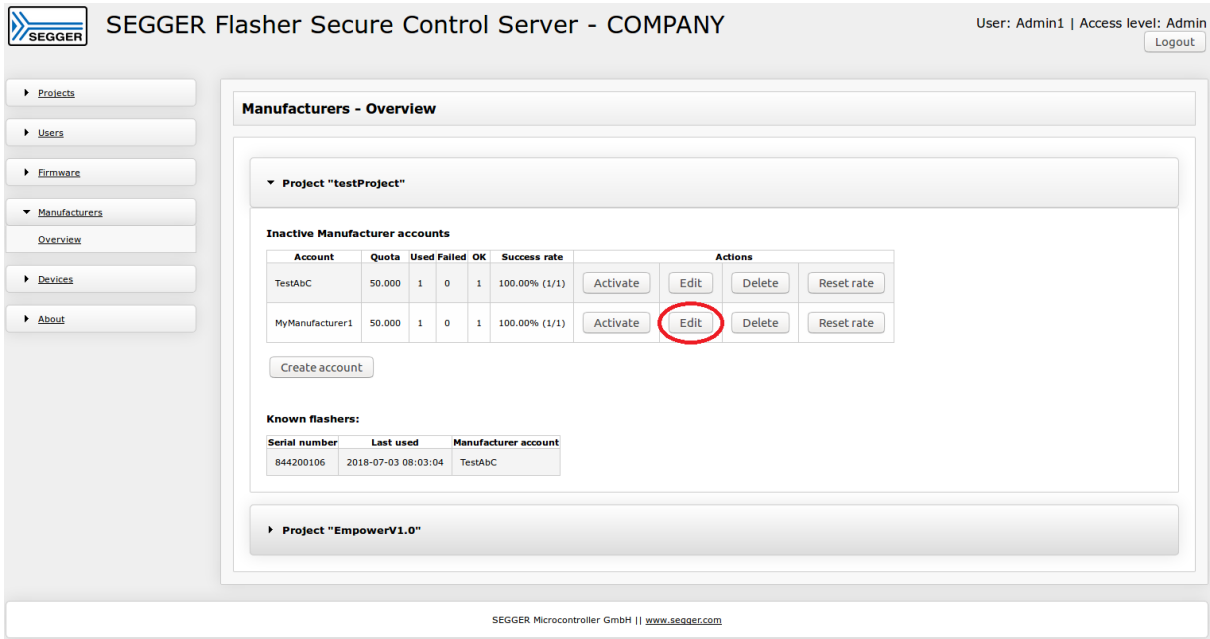 SEGGER
SEGGER Flasher Secure Control Server - COMPANY
User: Admin1 | Access level: Admin
Logout
Projects
Users
Firmware
Manufacturers
Overview
Devices
About
Manufacturers - Overview
Project "testProject"
Inactive Manufacturer accounts
Account Quota Used Failed OK Success rate Actions
TestAbC 50.000 1 0 1 100.00% (1/1) Activate Edit Delete Reset rate
MyManufacturer1 50.000 1 0 1 100.00% (1/1) Activate Edit Delete Reset rate
Create account
Known flashers:
Serial number Last used Manufacturer account
844200106 2018-07-03 08:03:04 TestAbC
Project "EmpowerV1.0"
SEGGER Microcontroller GmbH || www.segger.com